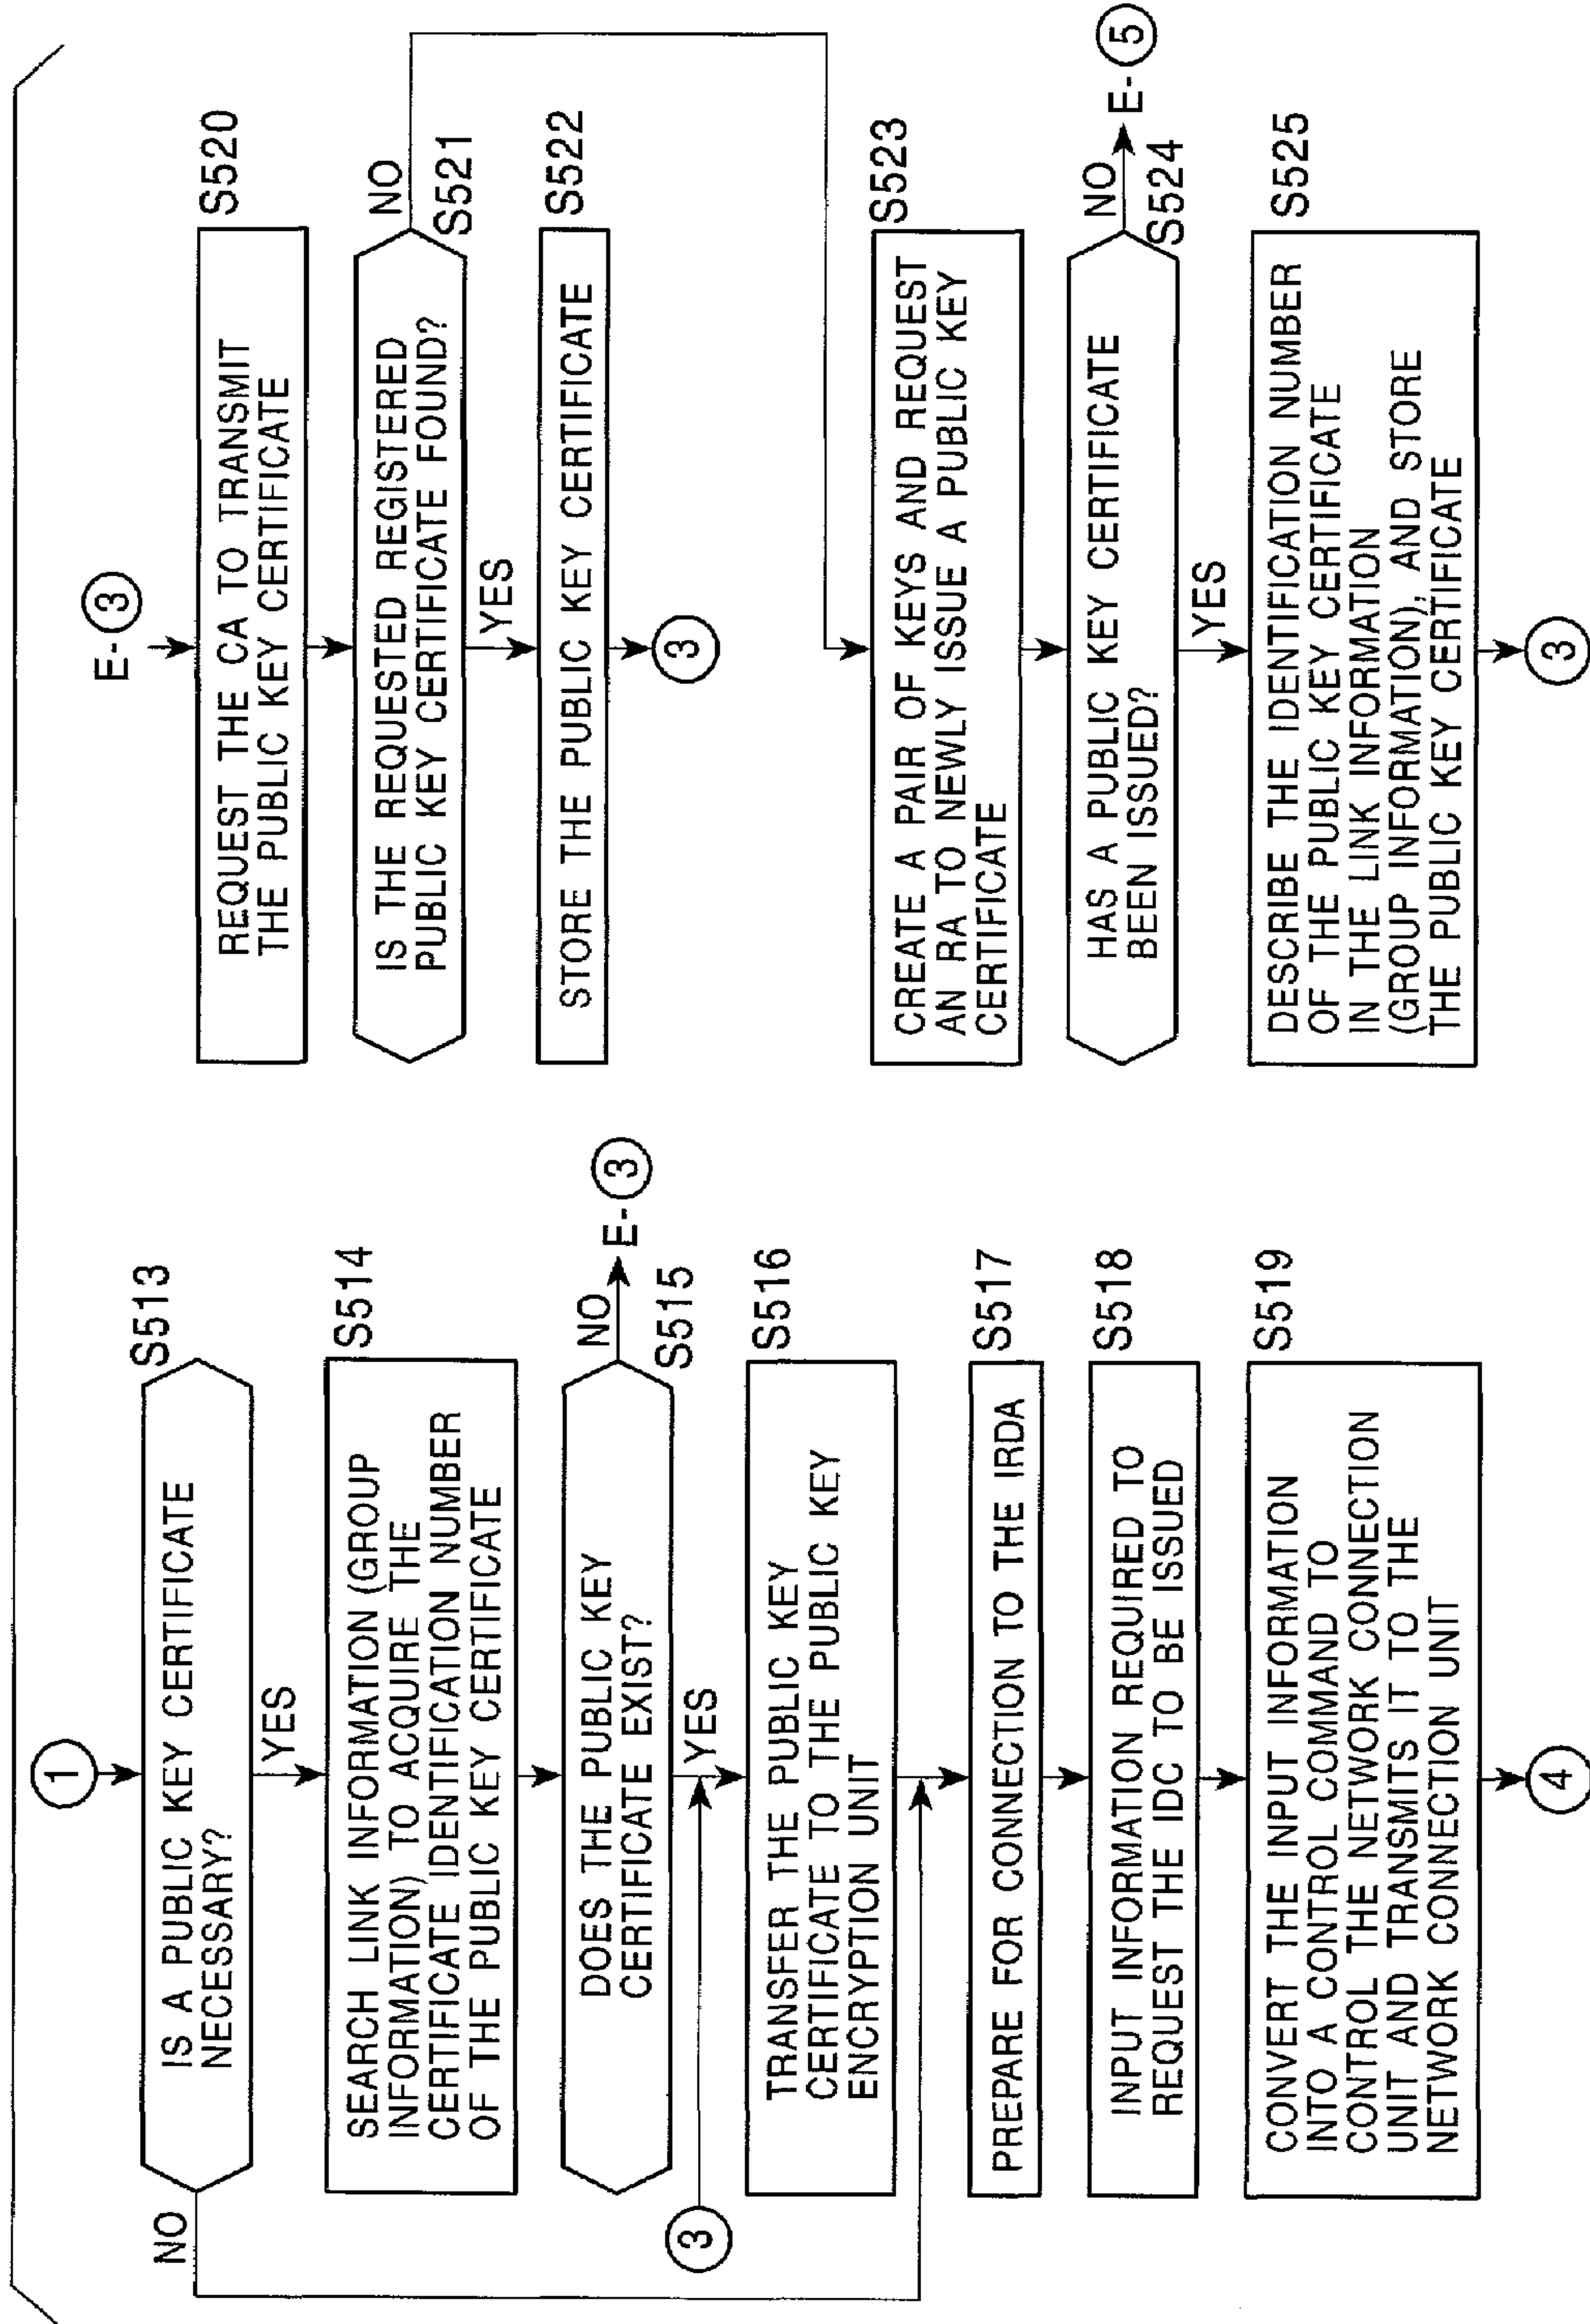 1
S513
IS A PUBLIC KEY CERTIFICATE
NECESSARY?
NO
YES
S514
SEARCH LINK INFORMATION (GROUP
INFORMATION) TO ACQUIRE THE
CERTIFICATE IDENTIFICATION NUMBER
OF THE PUBLIC KEY CERTIFICATE
DOES THE PUBLIC KEY
CERTIFICATE EXIST?
NO
E-3
S515
3
YES
S516
TRANSFER THE PUBLIC KEY
CERTIFICATE TO THE PUBLIC KEY
ENCRYPTION UNIT
S517
PREPARE FOR CONNECTION TO THE IRDA
S518
INPUT INFORMATION REQUIRED TO
REQUEST THE IDC TO BE ISSUED
S519
CONVERT THE INPUT INFORMATION
INTO A CONTROL COMMAND TO
CONTROL THE NETWORK CONNECTION
UNIT AND TRANSMITS IT TO THE
NETWORK CONNECTION UNIT
4
E-3
S520
REQUEST THE CA TO TRANSMIT
THE PUBLIC KEY CERTIFICATE
NO
IS THE REQUESTED REGISTERED
PUBLIC KEY CERTIFICATE FOUND?
S521
YES
S522
STORE THE PUBLIC KEY CERTIFICATE
3
S523
CREATE A PAIR OF KEYS AND REQUEST
AN RA TO NEWLY ISSUE A PUBLIC KEY
CERTIFICATE
HAS A PUBLIC KEY CERTIFICATE
BEEN ISSUED?
NO
E-5
S524
YES
S525
DESCRIBE THE IDENTIFICATION NUMBER
OF THE PUBLIC KEY CERTIFICATE
IN THE LINK INFORMATION
(GROUP INFORMATION), AND STORE
THE PUBLIC KEY CERTIFICATE
3